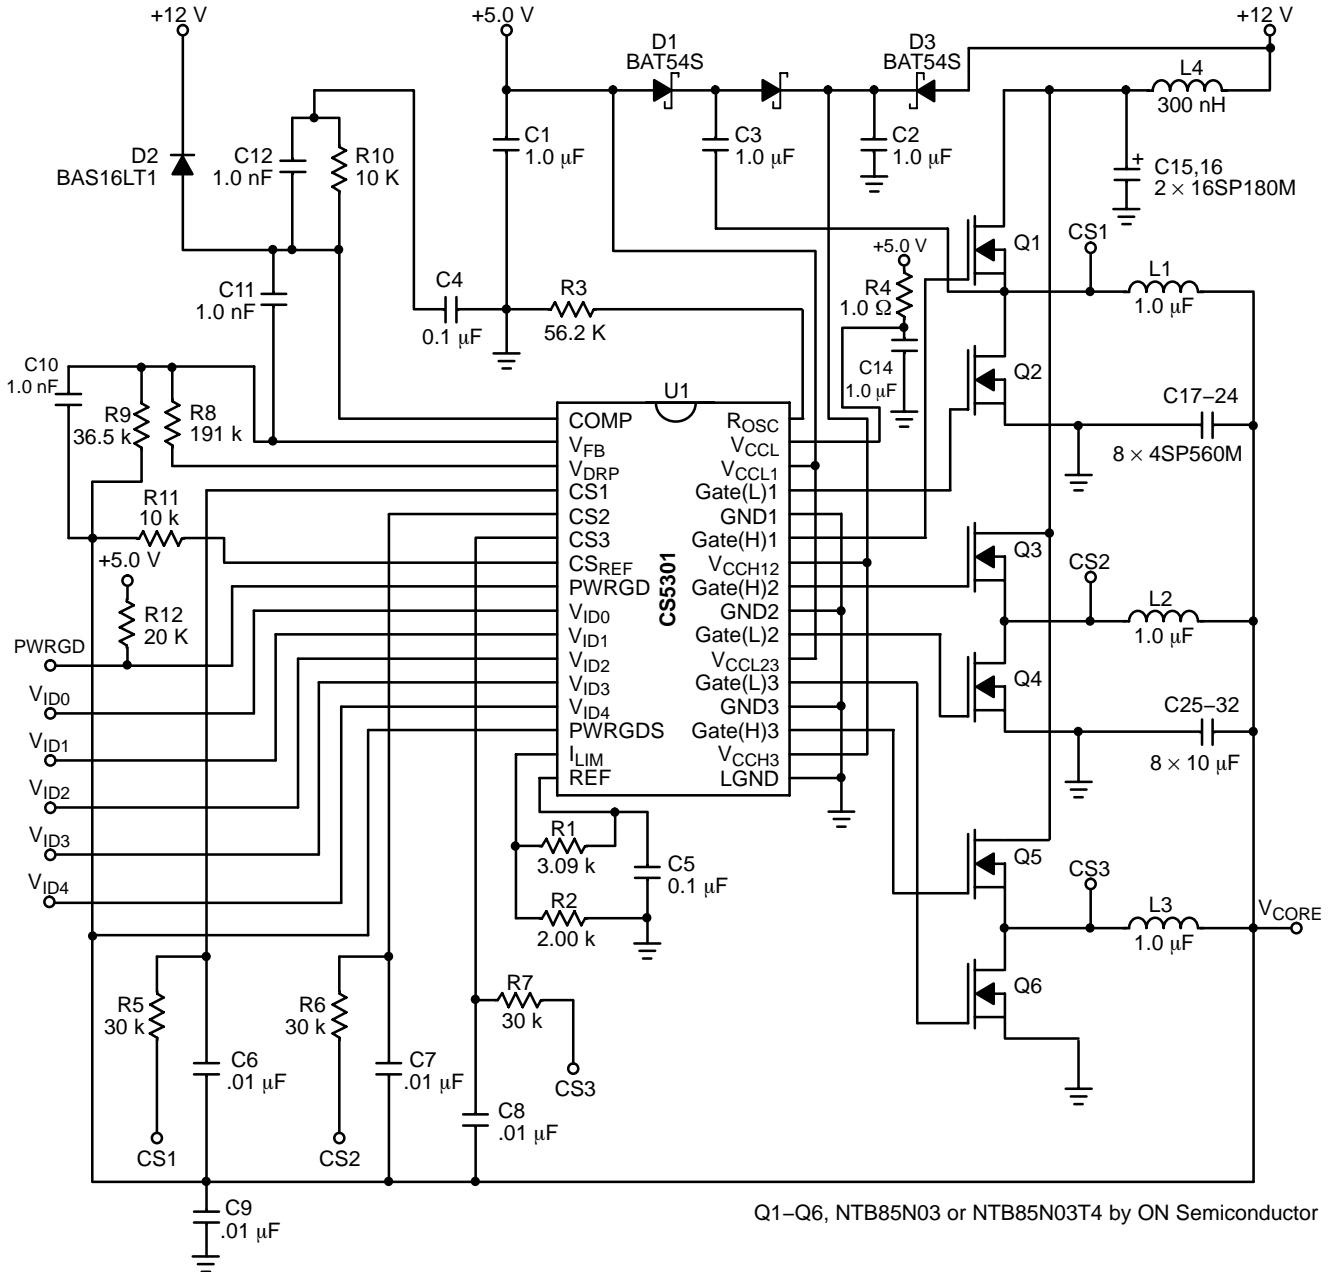 +12 V
+5.0 V
+12 V
D1
BAT54S
D3
BAT54S
L4
300 nH
D2
BAS16LT1
C12
1.0 nF
R10
10 K
C1
1.0 μF
C3
1.0 μF
C2
1.0 μF
C15,16
2 × 16SP180M
+
C11
1.0 nF
C4
0.1 μF
R3
56.2 K
+5.0 V
R4
1.0 Ω
C14
1.0 μF
Q1
CS1
L1
1.0 μF
C10
1.0 nF
R9
36.5 k
R8
191 k
Q2
C17–24
8 × 4SP560M
U1
CS5301
COMP
VFB
VDRP
CS1
CS2
CS3
CSREF
PWRGD
VID0
VID1
VID2
VID3
VID4
PWRGDS
ILIM
REF
ROSC
VCCL
VCCL1
Gate(L)1
GND1
Gate(H)1
VCCH12
Gate(H)2
GND2
Gate(L)2
VCCL23
Gate(L)3
GND3
Gate(H)3
VCCH3
LGND
R11
10 k
+5.0 V
R12
20 K
PWRGD
VID0
VID1
VID2
VID3
VID4
Q3
CS2
L2
1.0 μF
Q4
C25–32
8 × 10 μF
R1
3.09 k
R2
2.00 k
C5
0.1 μF
Q5
CS3
L3
1.0 μF
VCORE
Q6
R5
30 k
R6
30 k
R7
30 k
C6
.01 μF
C7
.01 μF
CS3
C8
.01 μF
CS1
CS2
C9
.01 μF
Q1–Q6, NTB85N03 or NTB85N03T4 by ON Semiconductor